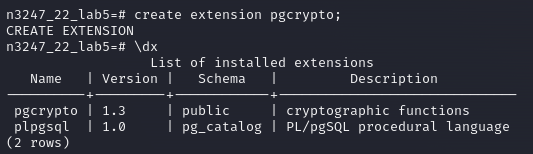 n3247_22_lab5=# create extension pgcrypto;
CREATE EXTENSION
n3247_22_lab5=# \dx
                 List of installed extensions
   Name   | Version |   Schema   |         Description
----------+---------+------------+------------------------------
 pgcrypto | 1.3     | public     | cryptographic functions
 plpgsql  | 1.0     | pg_catalog | PL/pgSQL procedural language
(2 rows)